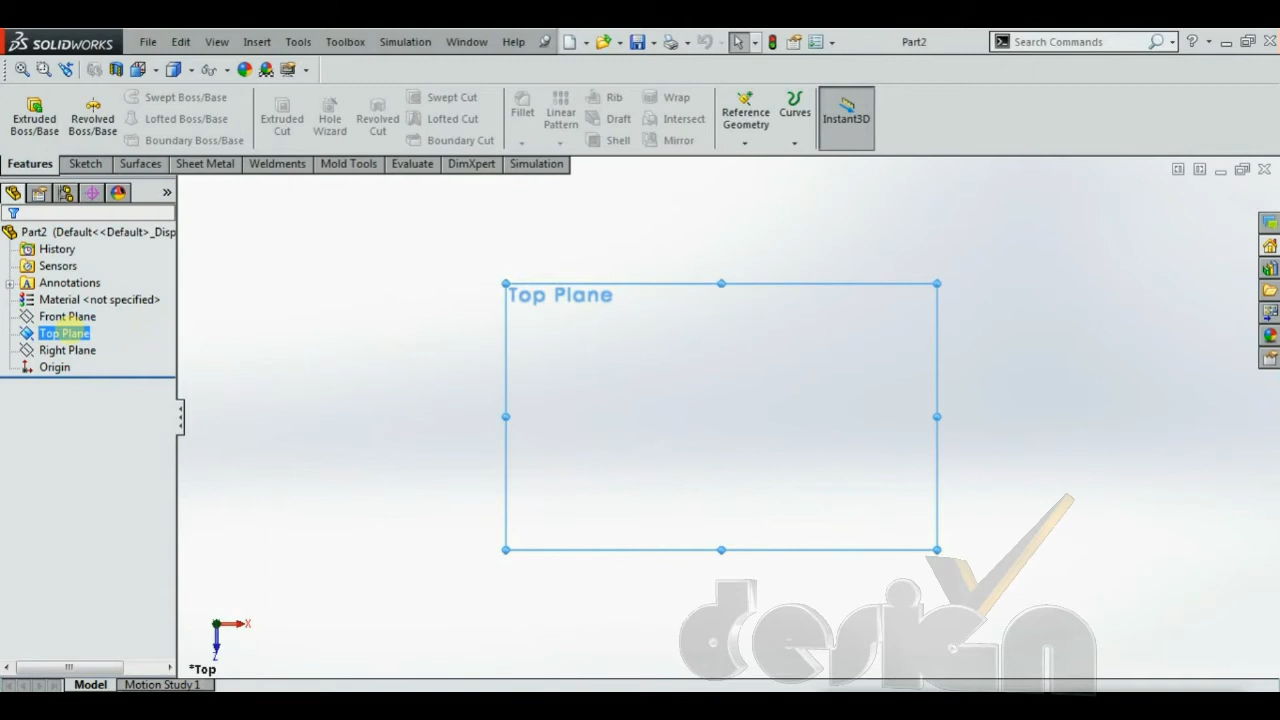 SOLIDWORKS File Edit View Insert Tools Toolbox Simulation Window Help Part2 Search Commands
Extruded Boss/Base
Revolved Boss/Base
Swept Boss/Base
Lofted Boss/Base
Boundary Boss/Base
Extruded Cut
Hole Wizard
Revolved Cut
Swept Cut
Lofted Cut
Boundary Cut
Fillet
Linear Pattern
Rib
Draft
Shell
Wrap
Intersect
Mirror
Reference Geometry
Curves
Instant3D
Features Sketch Surfaces Sheet Metal Weldments Mold Tools Evaluate DimXpert Simulation
Part2 (Default<<Default>_Disp
History
Sensors
Annotations
Material <not specified>
Front Plane
Top Plane
Right Plane
Origin
Top Plane
X
Z
*Top
design
Model Motion Study 1